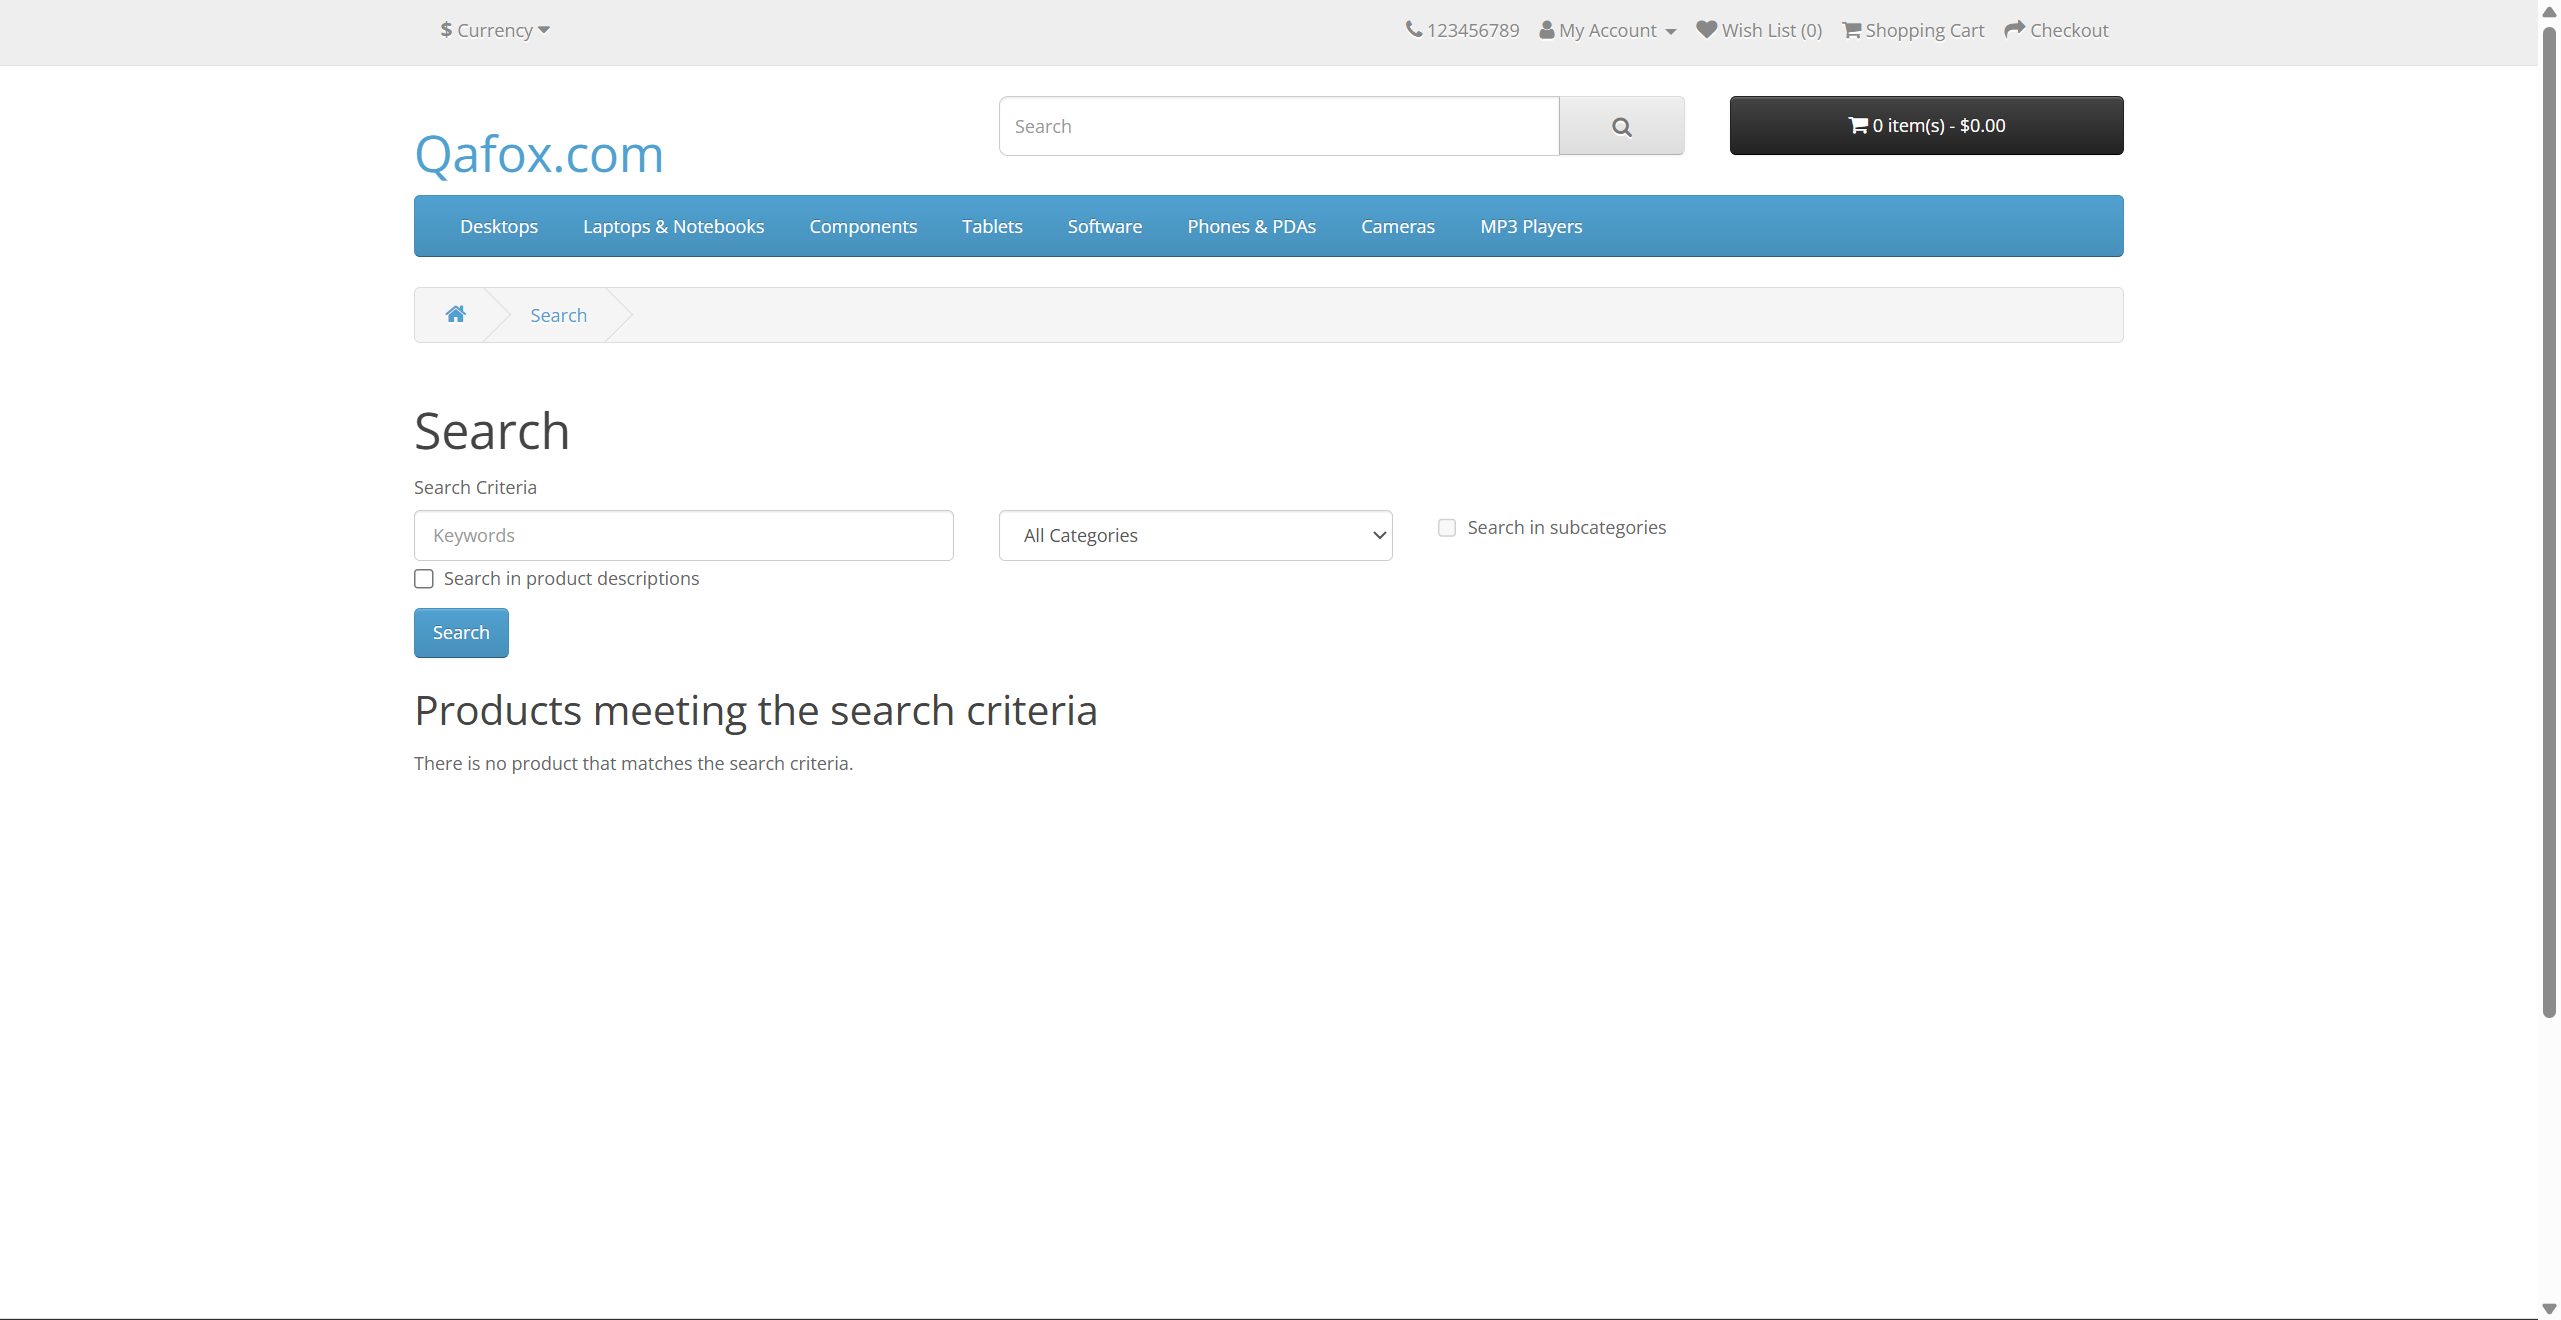 $ Currency
123456789 My Account Wish List (0) Shopping Cart Checkout
Qafox.com
Search
0 item(s) - $0.00
Desktops Laptops & Notebooks Components Tablets Software Phones & PDAs Cameras MP3 Players
Search
Search
Search Criteria
Keywords
All Categories
Search in subcategories
Search in product descriptions
Search
Products meeting the search criteria
There is no product that matches the search criteria.